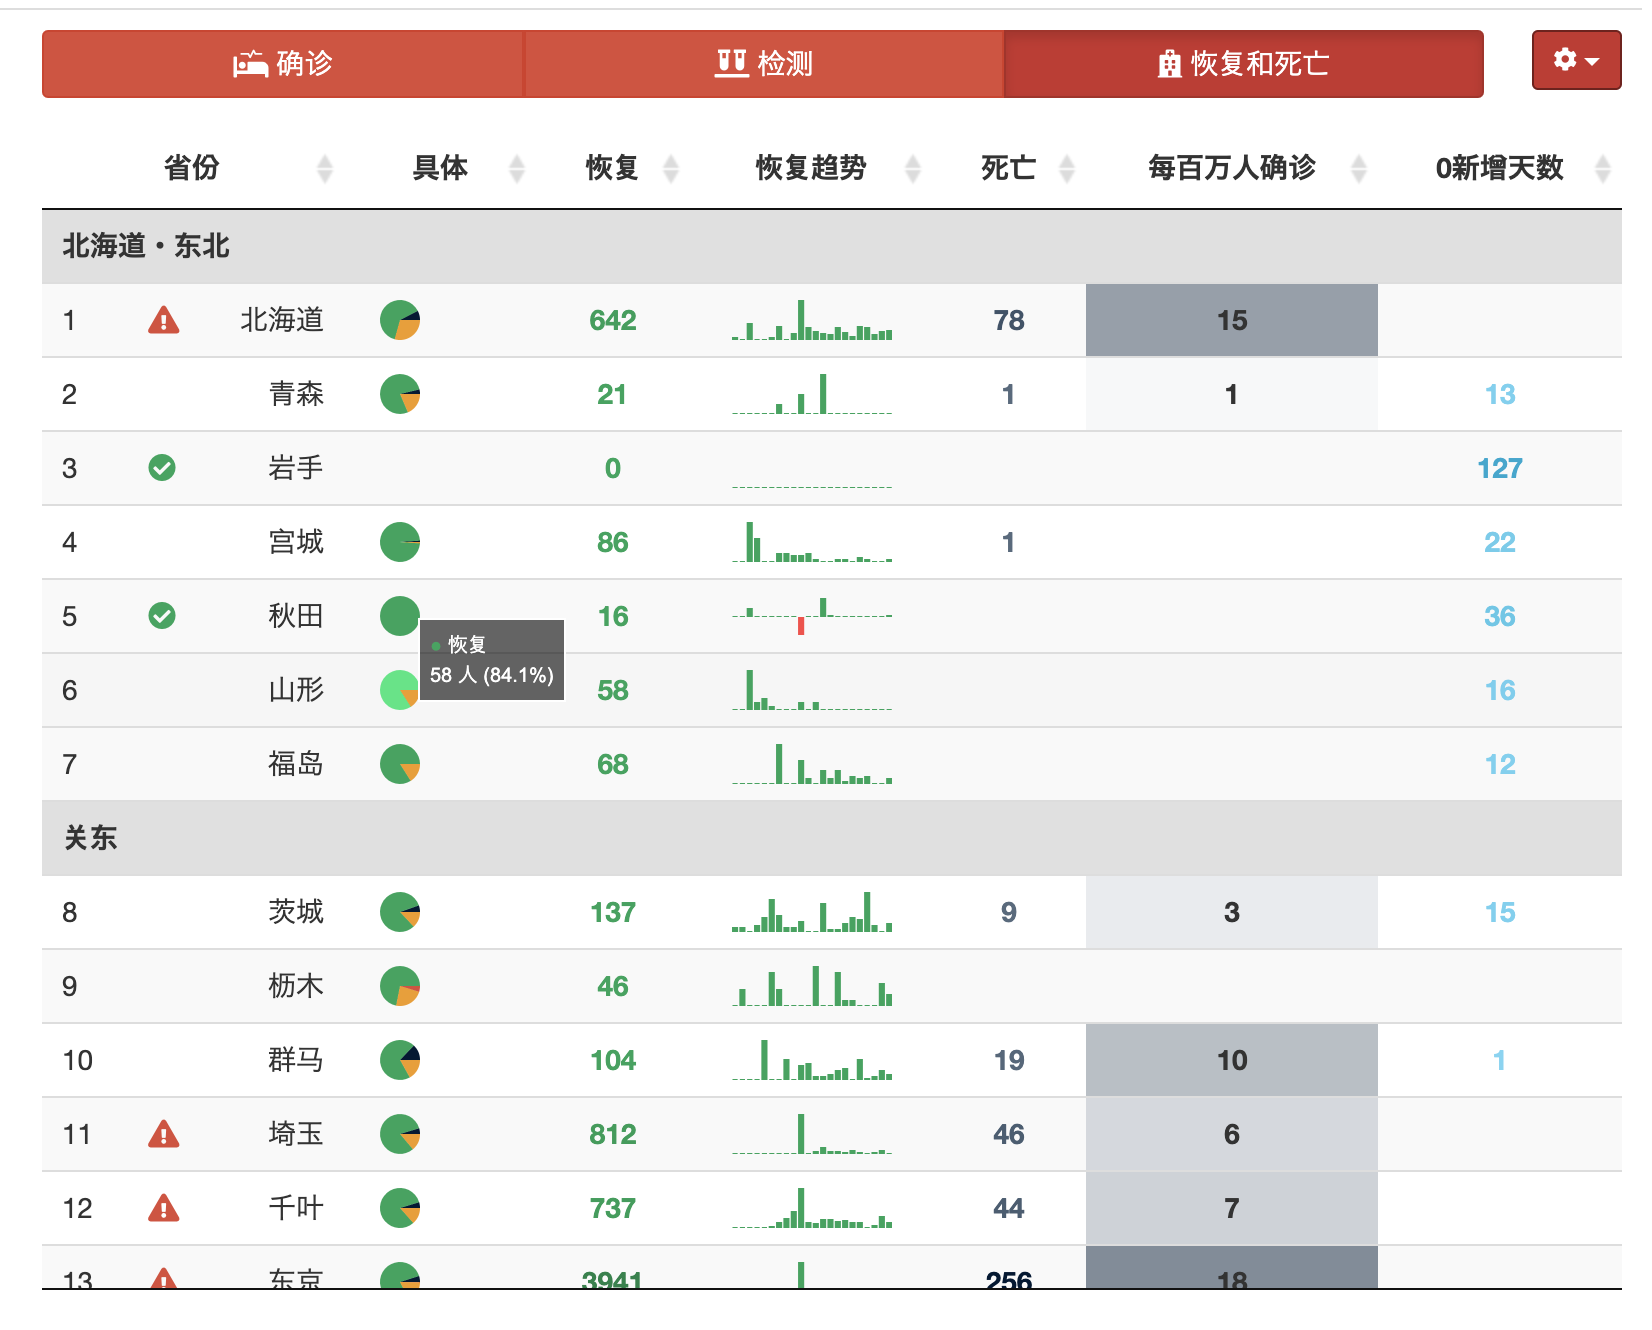 确诊 检测 恢复和死亡
省份 具体 恢复 恢复趋势 死亡 每百万人确诊 0新增天数
北海道・东北
1 北海道 642 78 15
2 青森 21 1 1 13
3 岩手 0 127
4 宫城 86 1 22
5 秋田 16 36
恢复
58 人 (84.1%)
6 山形 58 16
7 福岛 68 12
关东
8 茨城 137 9 3 15
9 枥木 46
10 群马 104 19 10 1
11 埼玉 812 46 6
12 千叶 737 44 7
13 东京 3941 256 18